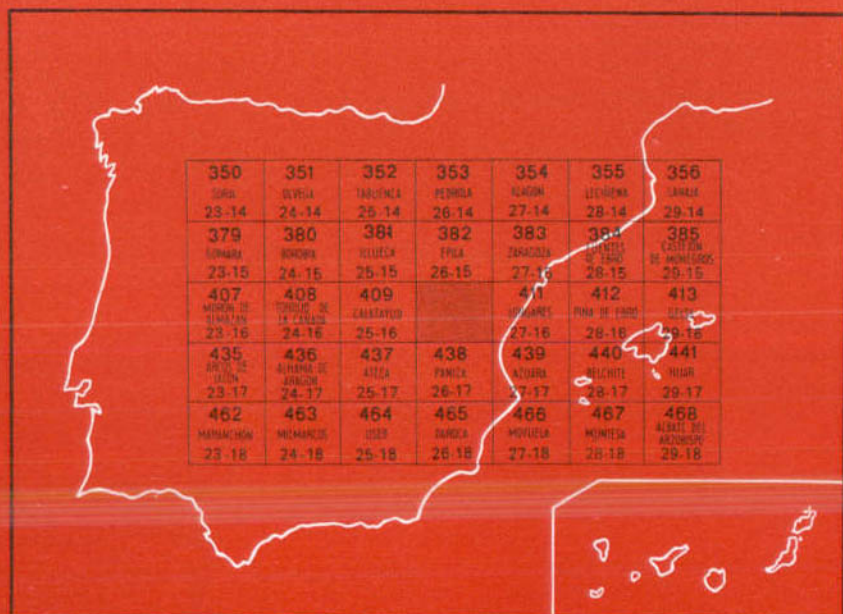 350 351 352 353 354 355 356
SORIA OLVEGA TABUENCA PEDROLA ALAGON LECIÑENA LANAJA
23-14 24-14 25-14 26-14 27-14 28-14 29-14
379 380 381 382 383 384 385
GOMARA BOROBIA ILLUECA EPILA ZARAGOZA FUENTES DE EBRO CASTEJON DE MONEGROS
23-15 24-15 25-15 26-15 27-15 28-15 29-15
407 408 409 411 412 413
MORON DE ALMAZAN TORRIJO DE LA CAÑADA CALATAYUD LONGARES PINA DE EBRO GELSA
23-16 24-16 25-16 27-16 28-16 29-16
435 436 437 438 439 440 441
ARCOS DE JALON ALHAMA DE ARAGON ATECA PANIZA AZUARA BELCHITE HIJAR
23-17 24-17 25-17 26-17 27-17 28-17 29-17
462 463 464 465 466 467 468
MARANCHON MILMARCOS USED DAROCA MOYUELA MUNIESA ALBATE DEL ARZOBISPO
23-18 24-18 25-18 26-18 27-18 28-18 29-18